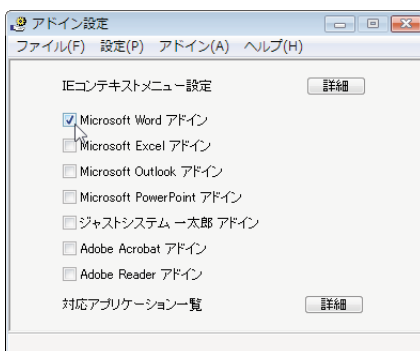 アドイン設定
ファイル(F) 設定(P) アドイン(A) ヘルプ(H)
IEコンテキストメニュー設定 詳細
Microsoft Word アドイン
Microsoft Excel アドイン
Microsoft Outlook アドイン
Microsoft PowerPoint アドイン
ジャストシステム 一太郎 アドイン
Adobe Acrobat アドイン
Adobe Reader アドイン
対応アプリケーション一覧 詳細